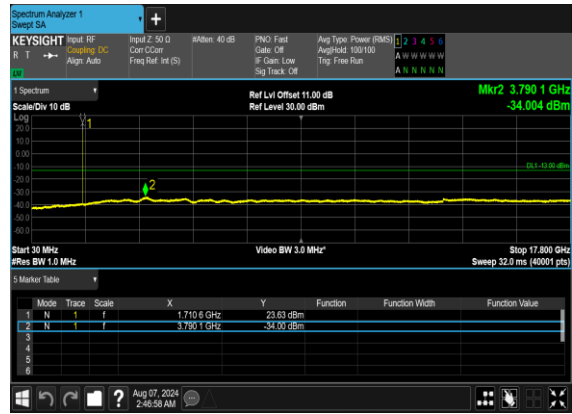 Spectrum Analyzer 1
Swept SA
+
KEYSIGHT Input: RF Input Z: 50 Ω #Atten: 40 dB PNO: Fast Avg Type: Power (RMS) 1 2 3 4 5 6
R T Coupling: DC Corr CCorr Gate: Off Avg|Hold: 100/100 A W W W W W
Align: Auto Freq Ref: Int (S) IF Gain: Low Trig: Free Run
Sig Track: Off A N N N N N
1 Spectrum Ref Lvl Offset 11.00 dB Mkr2 3.790 1 GHz
Scale/Div 10 dB Ref Level 30.00 dBm -34.004 dBm
Log
1
20.0
10.0
0.00
-10.0
DL1 -13.00 dBm
-20.0
2
-30.0
-40.0
-50.0
-60.0
Start 30 MHz Video BW 3.0 MHz* Stop 17.800 GHz
#Res BW 1.0 MHz Sweep 32.0 ms (40001 pts)
5 Marker Table
Mode Trace Scale X Y Function Function Width Function Value
1 N 1 f 1.710 6 GHz 23.63 dBm
2 N 1 f 3.790 1 GHz -34.00 dBm
3
4
5
6
? Aug 07, 2024
2:46:58 AM